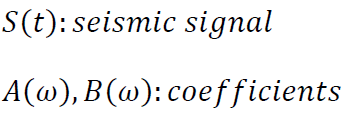 S(t): seismic signal
A(ω), B(ω): coefficients